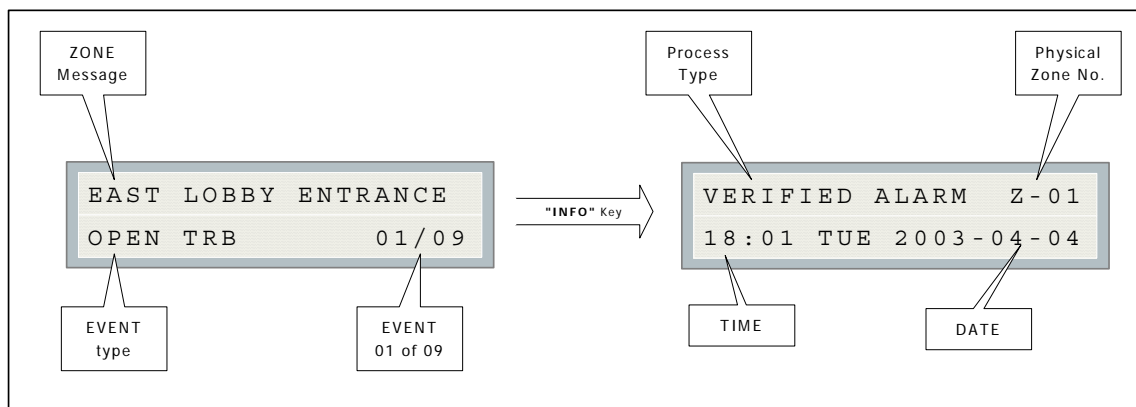 ZONE
Message
Process
Type
Physical
Zone No.
EAST LOBBY ENTRANCE
OPEN TRB 01/09
"INFO" Key
VERIFIED ALARM Z-01
18:01 TUE 2003-04-04
EVENT
type
EVENT
01 of 09
TIME
DATE